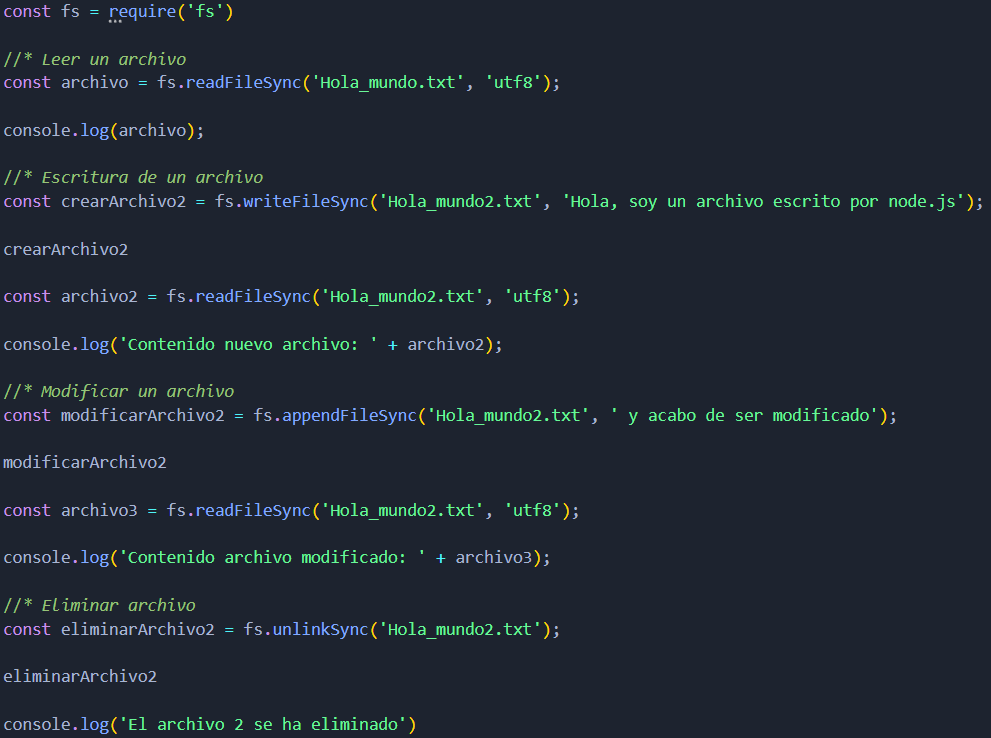 const fs = require('fs')
//* Leer un archivo
const archivo = fs.readFileSync('Hola_mundo.txt', 'utf8');
console.log(archivo);
//* Escritura de un archivo
const crearArchivo2 = fs.writeFileSync('Hola_mundo2.txt', 'Hola, soy un archivo escrito por node.js');
crearArchivo2
const archivo2 = fs.readFileSync('Hola_mundo2.txt', 'utf8');
console.log('Contenido nuevo archivo: ' + archivo2);
//* Modificar un archivo
const modificarArchivo2 = fs.appendFileSync('Hola_mundo2.txt', ' y acabo de ser modificado');
modificarArchivo2
const archivo3 = fs.readFileSync('Hola_mundo2.txt', 'utf8');
console.log('Contenido archivo modificado: ' + archivo3);
//* Eliminar archivo
const eliminarArchivo2 = fs.unlinkSync('Hola_mundo2.txt');
eliminarArchivo2
console.log('El archivo 2 se ha eliminado')